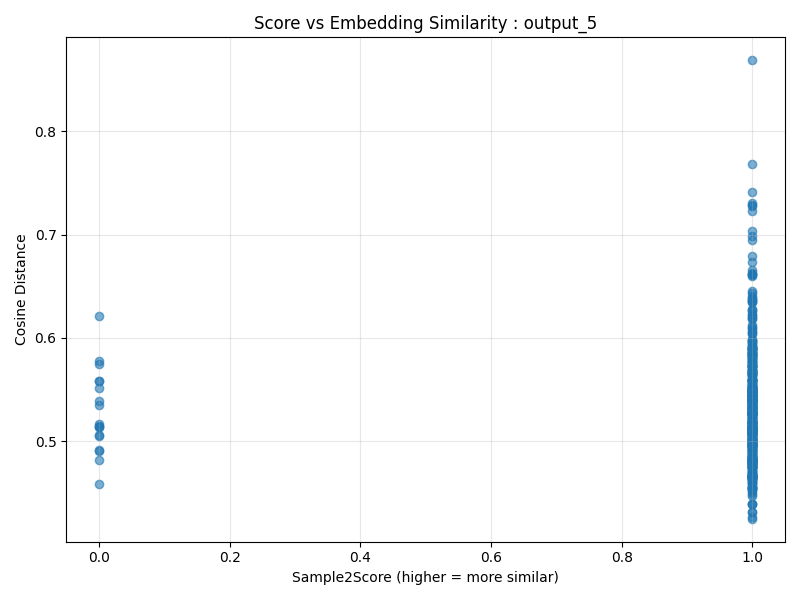 Score vs Embedding Similarity : output_5
Cosine Distance
0.8
0.7
0.6
0.5
0.0 0.2 0.4 0.6 0.8 1.0
Sample2Score (higher = more similar)